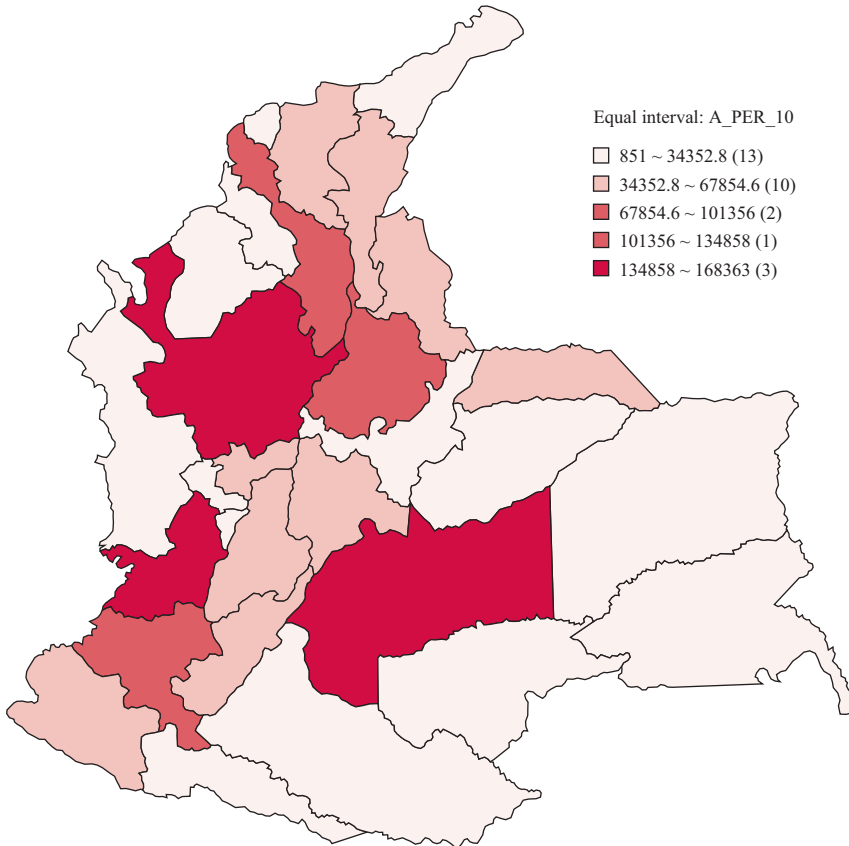 Equal interval: A_PER_10
851 ~ 34352.8 (13)
34352.8 ~ 67854.6 (10)
67854.6 ~ 101356 (2)
101356 ~ 134858 (1)
134858 ~ 168363 (3)